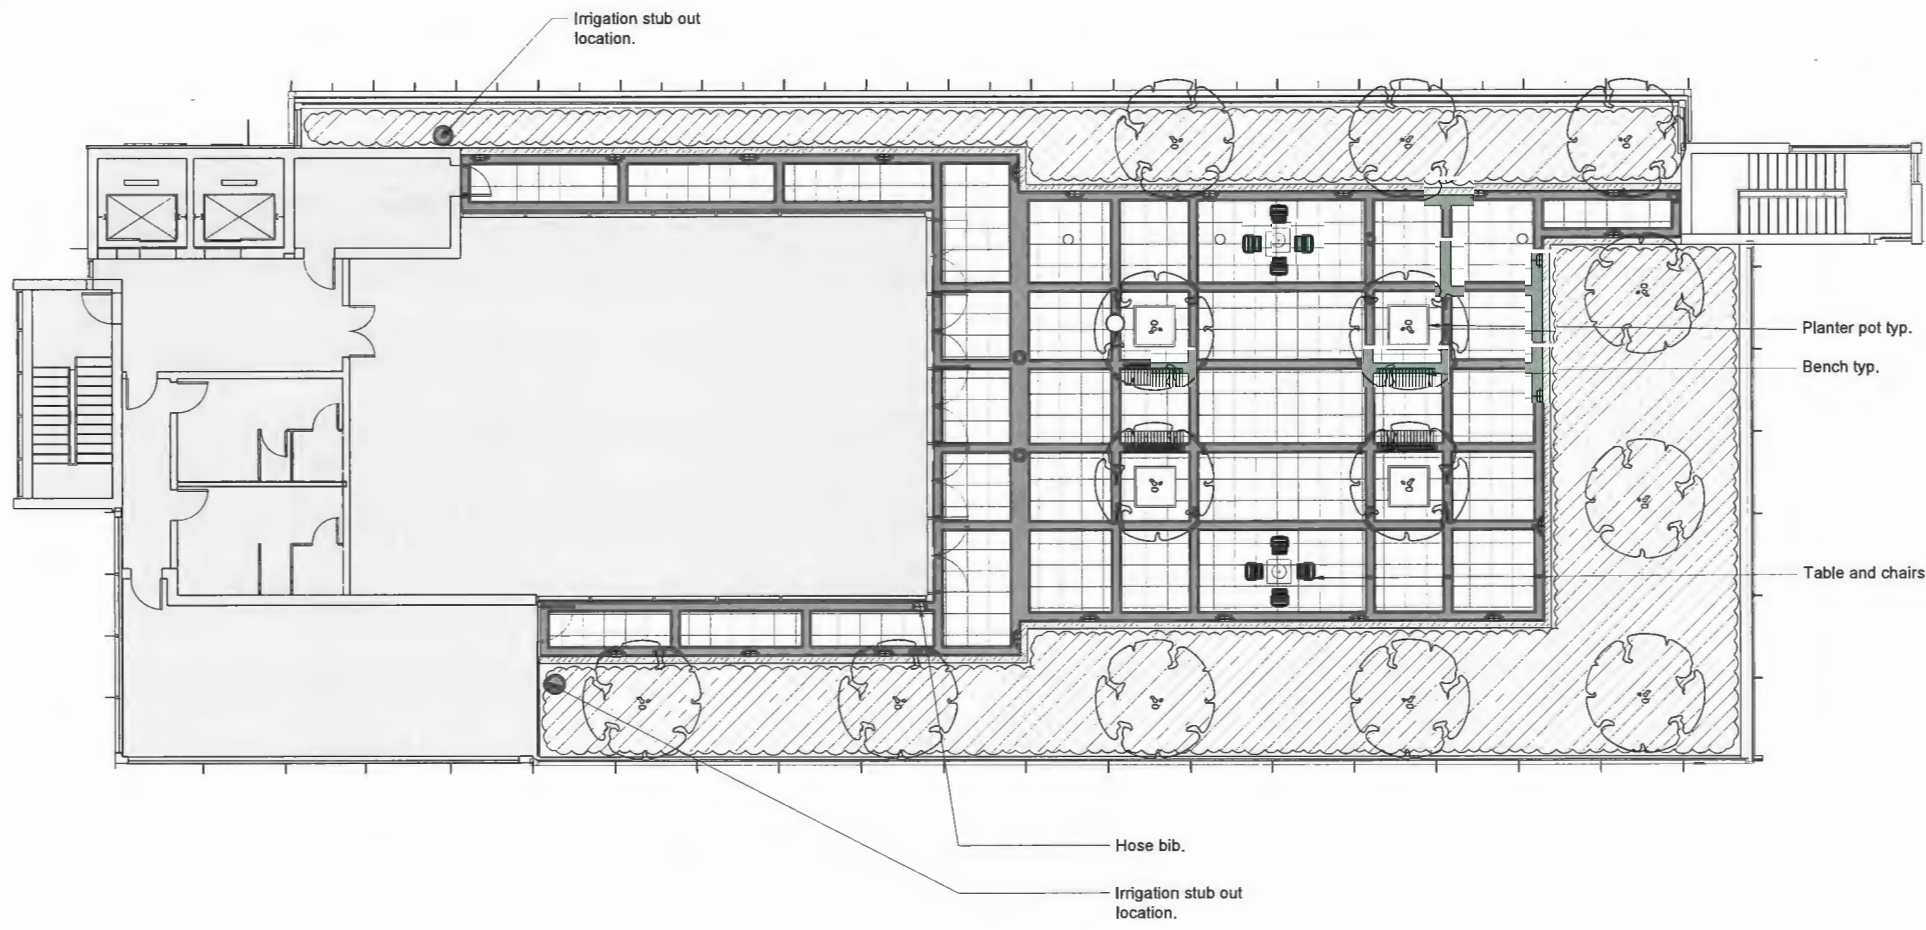 Irrigation stub out
location.
Planter pot typ.
Bench typ.
Table and chairs
Hose bib.
Irrigation stub out
location.